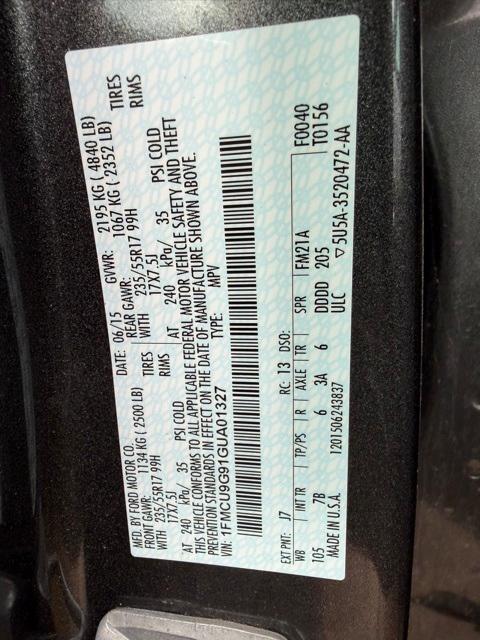 MFD. BY FORD MOTOR CO. DATE: 06/15 GVWR: 2195 KG ( 4840 LB)
FRONT GAWR: 1134 KG ( 2500 LB) REAR GAWR: 1067 KG ( 2352 LB)
WITH 235/55R17 99H TIRES WITH 235/55R17 99H TIRES
17X7.5J RIMS 17X7.5J RIMS
AT 240 kPa/ 35 PSI COLD AT 240 kPa/ 35 PSI COLD
THIS VEHICLE CONFORMS TO ALL APPLICABLE FEDERAL MOTOR VEHICLE SAFETY AND THEFT
PREVENTION STANDARDS IN EFFECT ON THE DATE OF MANUFACTURE SHOWN ABOVE.
VIN: 1FMCU9G91GUA01327 TYPE: MPV
F0040
T0156
EXT PNT: J7 RC: 13 DSO:
WB INT TR TP/PS R AXLE TR SPR FM21A
105 7B 6 3A 6 DDDD 205
ULC
MADE IN U.S.A. 1201506243837 ▽5U5A-3520472-AA